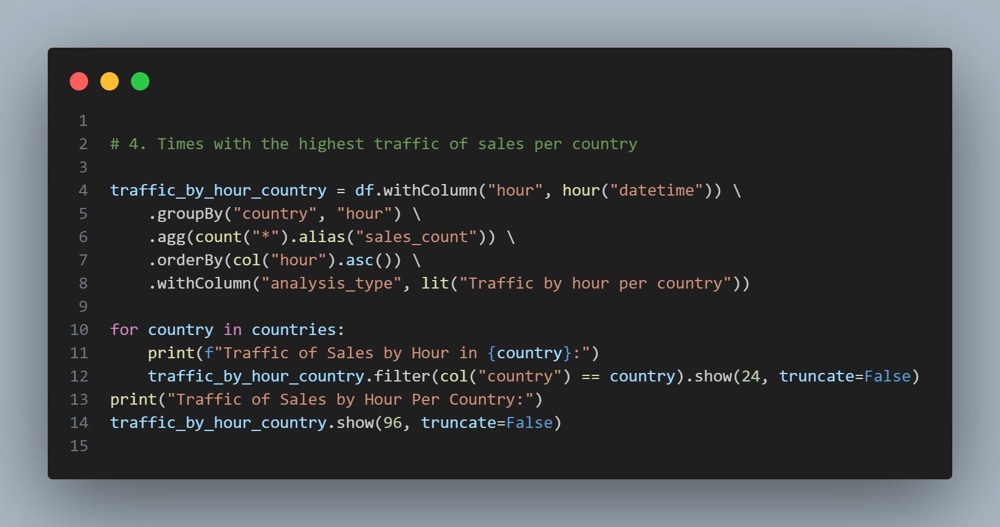 1
2 # 4. Times with the highest traffic of sales per country
3
4 traffic_by_hour_country = df.withColumn("hour", hour("datetime")) \
5     .groupBy("country", "hour") \
6     .agg(count("*").alias("sales_count")) \
7     .orderBy(col("hour").asc()) \
8     .withColumn("analysis_type", lit("Traffic by hour per country"))
9
10 for country in countries:
11     print(f"Traffic of Sales by Hour in {country}:")
12     traffic_by_hour_country.filter(col("country") == country).show(24, truncate=False)
13 print("Traffic of Sales by Hour Per Country:")
14 traffic_by_hour_country.show(96, truncate=False)
15